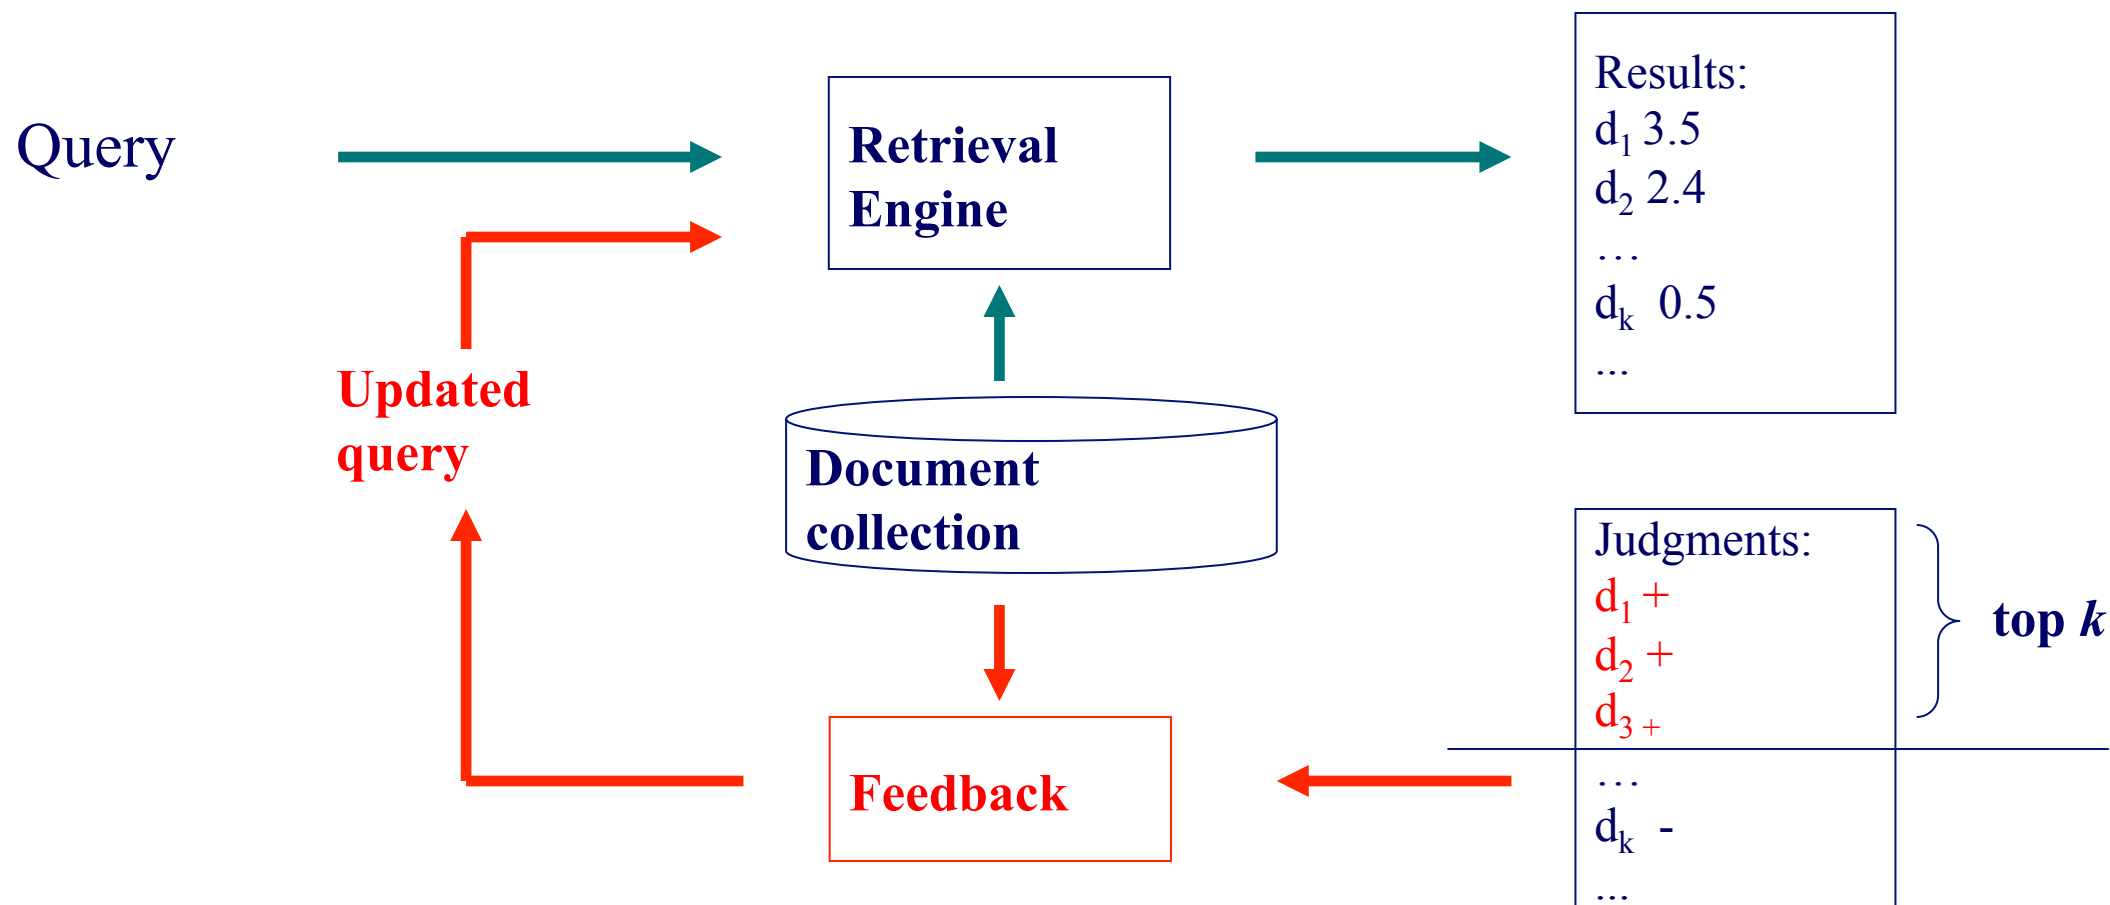 Query
Retrieval
Engine
Results:
d1 3.5
d2 2.4
…
dk 0.5
...
Updated
query
Document
collection
Judgments:
d1 +
d2 +
d3 +
top k
…
dk -
...
Feedback